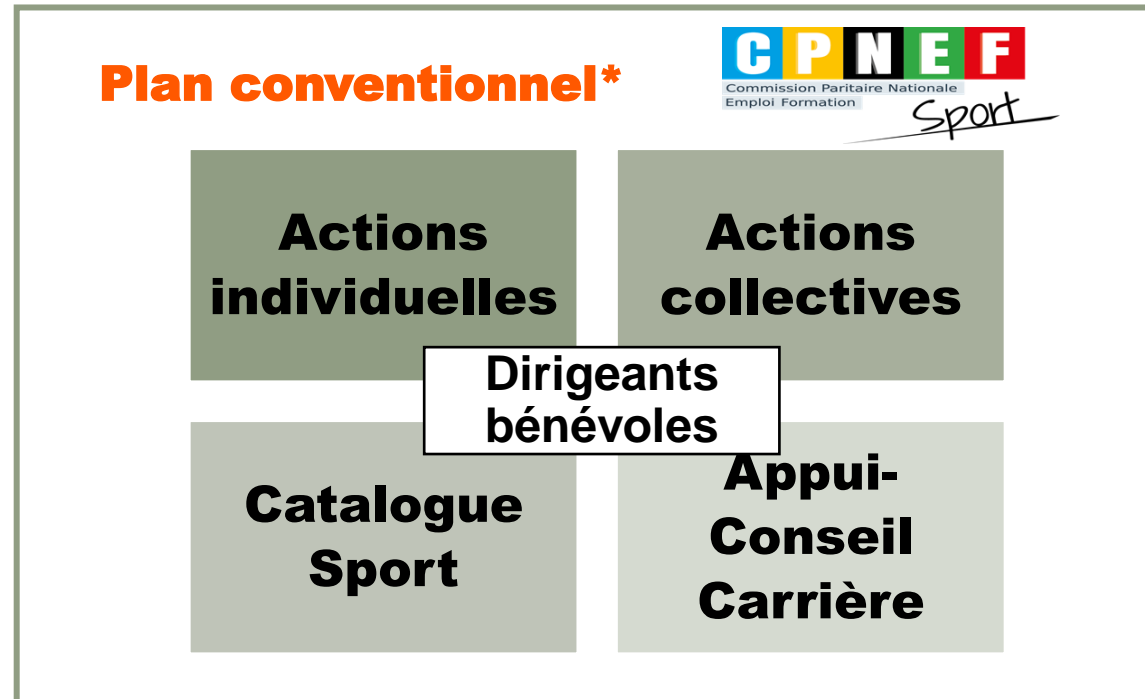 Plan conventionnel*
CPNEF
Commission Paritaire Nationale
Emploi Formation
Sport
Actions
individuelles
Actions
collectives
Dirigeants
bénévoles
Catalogue
Sport
Appui-
Conseil
Carrière